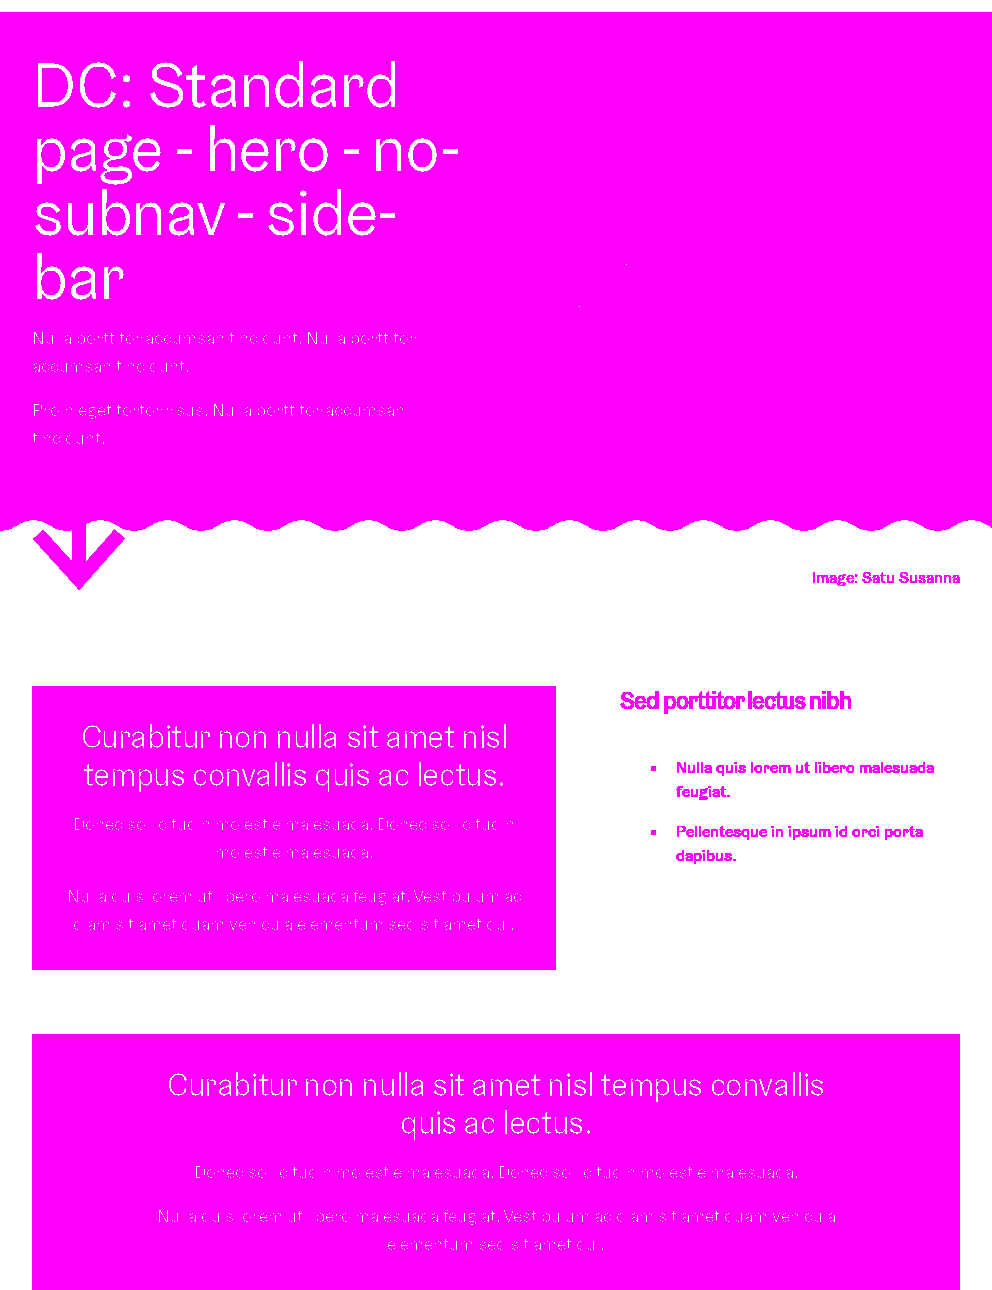 DC: Standard
page - hero - no-
subnav - side-
bar
Nulla porttitor accumsan tincidunt. Nulla porttitor
accumsan tincidunt.
Proin eget tortor risus. Nulla porttitor accumsan
tincidunt.
Image: Satu Susanna
Curabitur non nulla sit amet nisl
tempus convallis quis ac lectus.
Donec sollicitudin molestie malesuada. Donec sollicitudin
molestie malesuada.
Nulla quis lorem ut libero malesuada feugiat. Vestibulum ac
diam sit amet quam vehicula elementum sed sit amet dui.
Sed porttitor lectus nibh
▪ Nulla quis lorem ut libero malesuada
feugiat.
▪ Pellentesque in ipsum id orci porta
dapibus.
Curabitur non nulla sit amet nisl tempus convallis
quis ac lectus.
Donec sollicitudin molestie malesuada. Donec sollicitudin molestie malesuada.
Nulla quis lorem ut libero malesuada feugiat. Vestibulum ac diam sit amet quam vehicula
elementum sed sit amet dui.